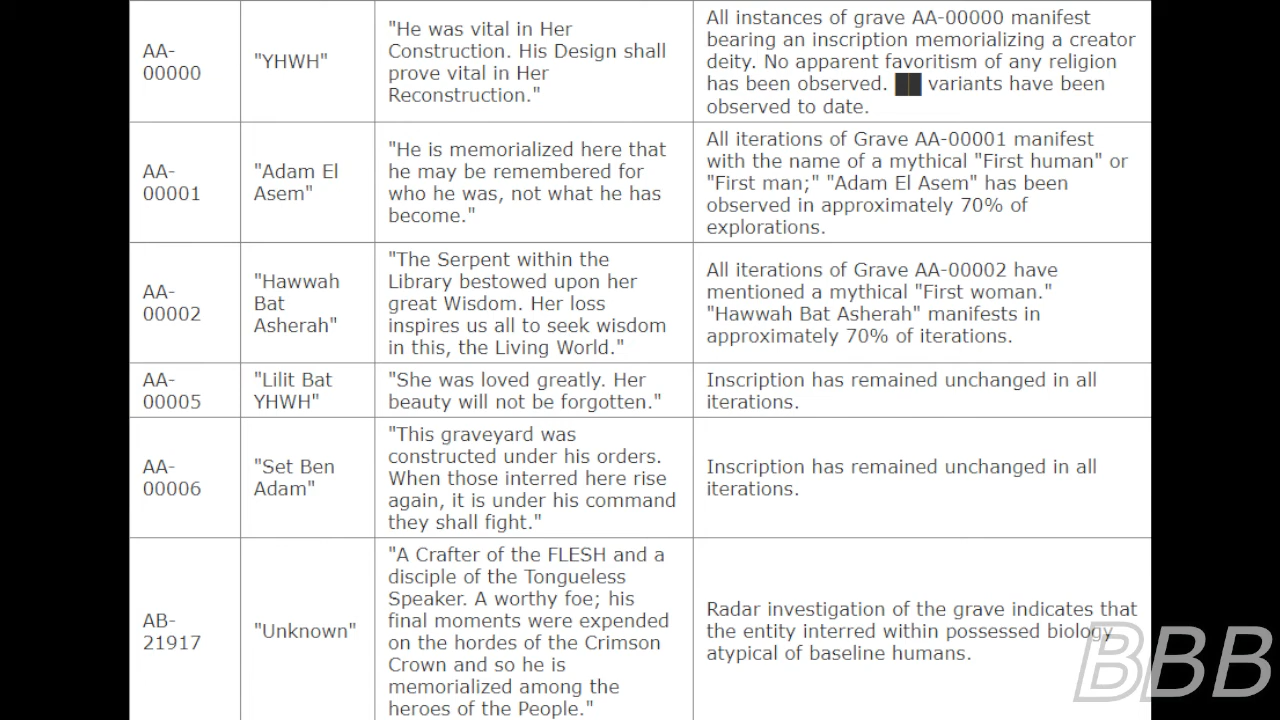 AA-
00000
"YHWH"
"He was vital in Her
Construction. His Design shall
prove vital in Her
Reconstruction."
All instances of grave AA-00000 manifest
bearing an inscription memorializing a creator
deity. No apparent favoritism of any religion
has been observed. ██ variants have been
observed to date.
AA-
00001
"Adam El
Asem"
"He is memorialized here that
he may be remembered for
who he was, not what he has
become."
All iterations of Grave AA-00001 manifest
with the name of a mythical "First human" or
"First man;" "Adam El Asem" has been
observed in approximately 70% of
explorations.
AA-
00002
"Hawwah
Bat
Asherah"
"The Serpent within the
Library bestowed upon her
great Wisdom. Her loss
inspires us all to seek wisdom
in this, the Living World."
All iterations of Grave AA-00002 have
mentioned a mythical "First woman."
"Hawwah Bat Asherah" manifests in
approximately 70% of iterations.
AA-
00005
"Lilit Bat
YHWH"
"She was loved greatly. Her
beauty will not be forgotten."
Inscription has remained unchanged in all
iterations.
AA-
00006
"Set Ben
Adam"
"This graveyard was
constructed under his orders.
When those interred here rise
again, it is under his command
they shall fight."
Inscription has remained unchanged in all
iterations.
AB-
21917
"Unknown"
"A Crafter of the FLESH and a
disciple of the Tongueless
Speaker. A worthy foe; his
final moments were expended
on the hordes of the Crimson
Crown and so he is
memorialized among the
heroes of the People."
Radar investigation of the grave indicates that
the entity interred within possessed biology
atypical of baseline humans.
BBB